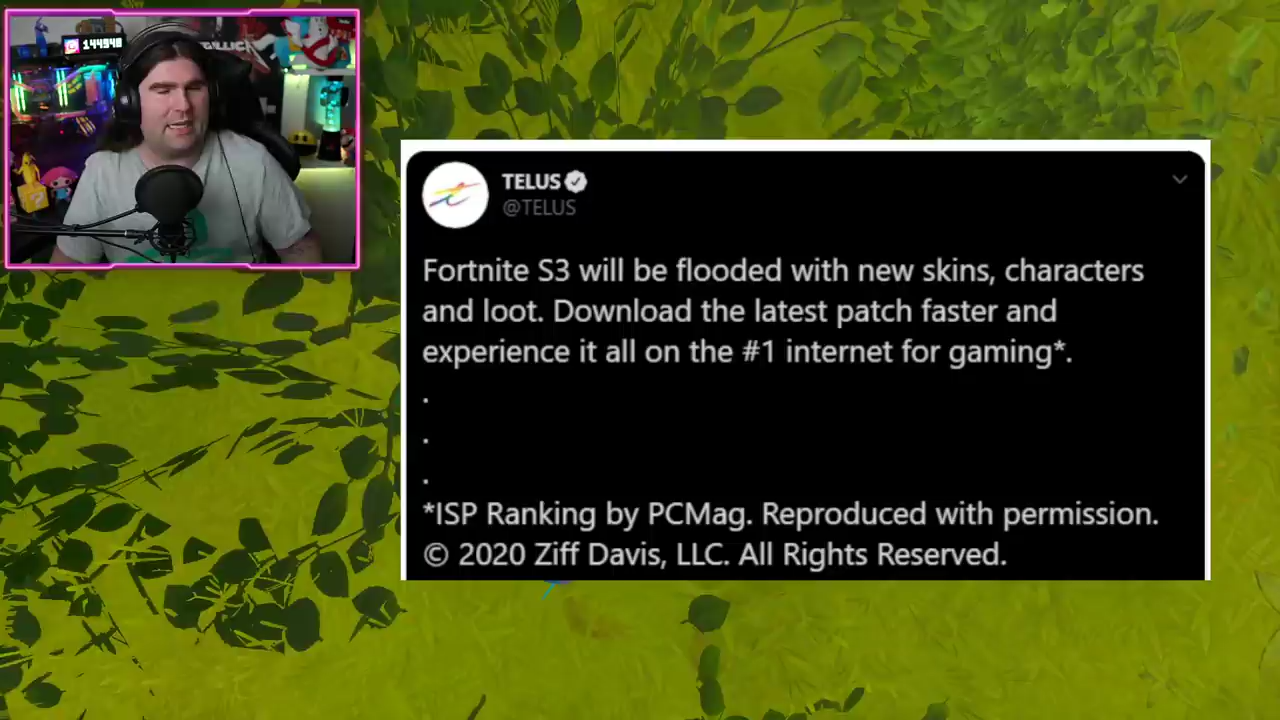 144948
TELUS
@TELUS
Fortnite S3 will be flooded with new skins, characters
and loot. Download the latest patch faster and
experience it all on the #1 internet for gaming*.
.
.
.
*ISP Ranking by PCMag. Reproduced with permission.
© 2020 Ziff Davis, LLC. All Rights Reserved.